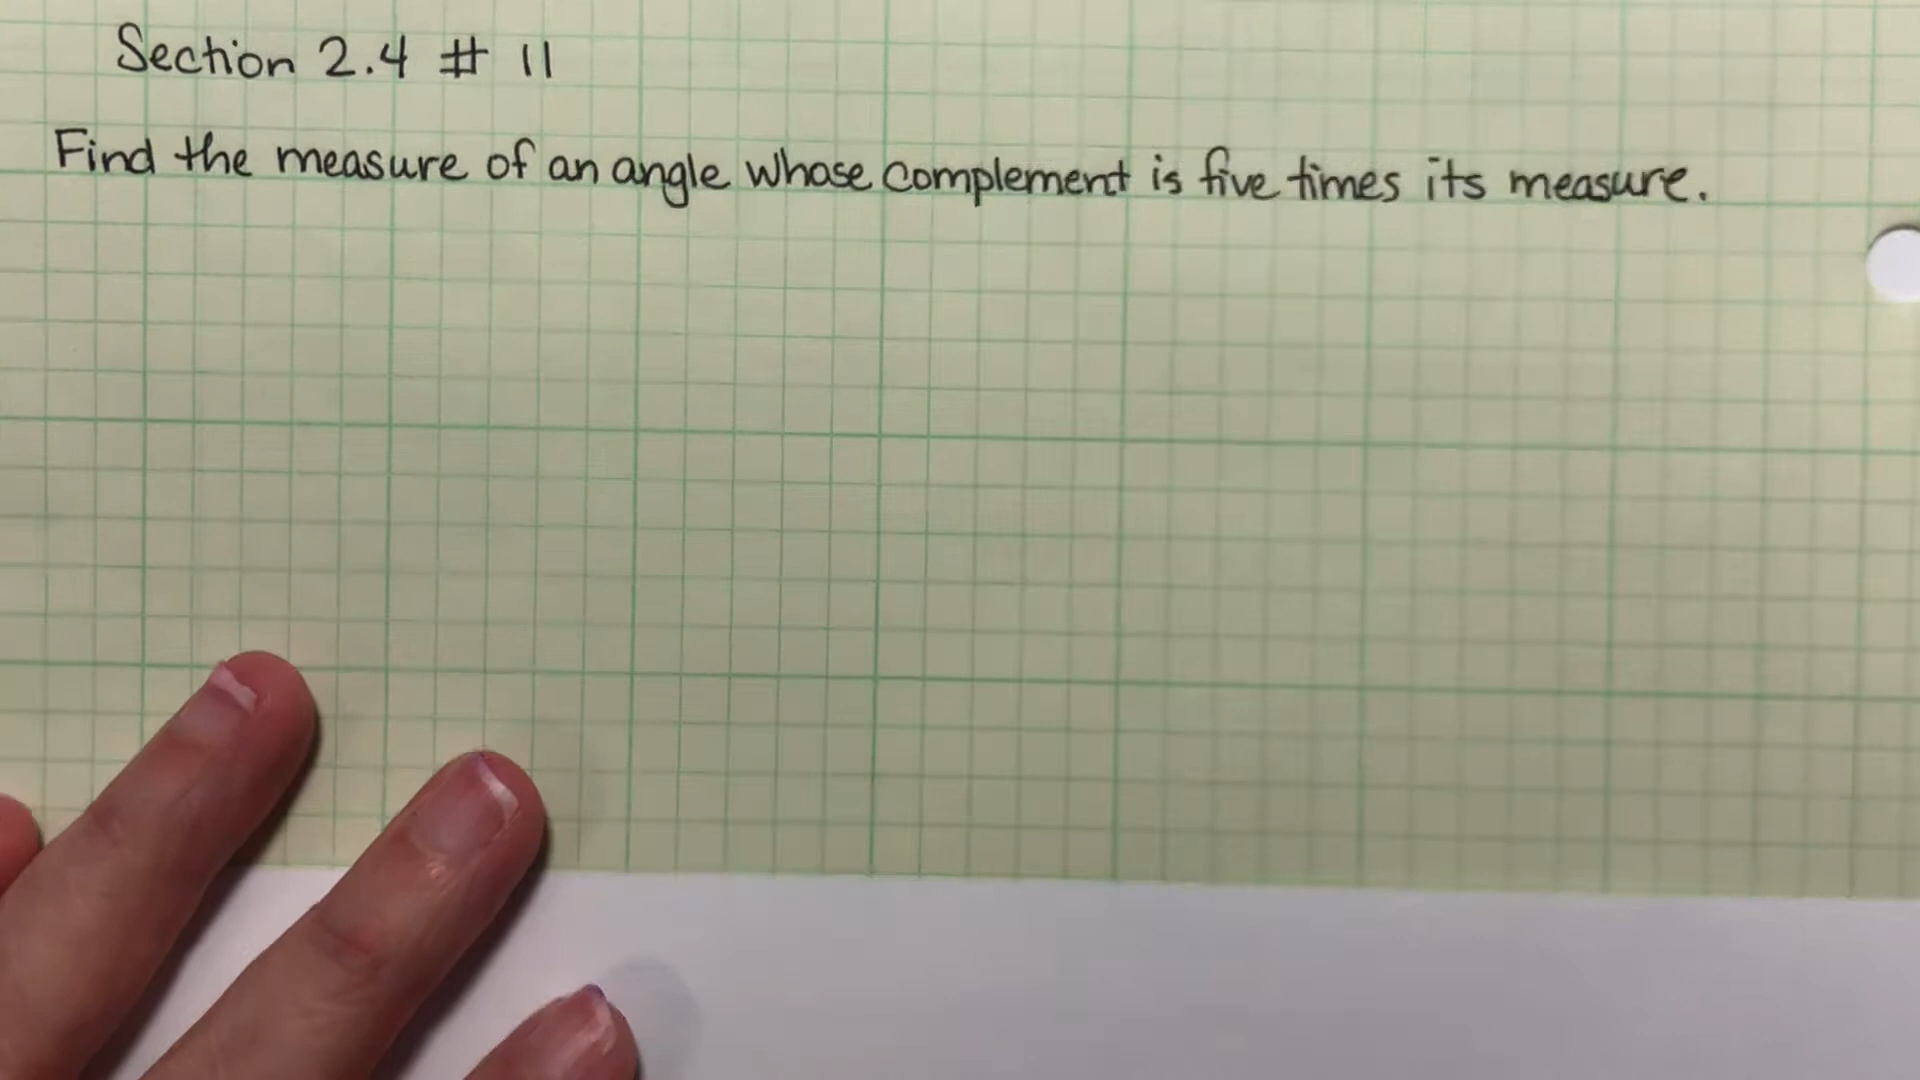 Section 2.4 # 11
Find the measure of an angle whose complement is five times its measure.